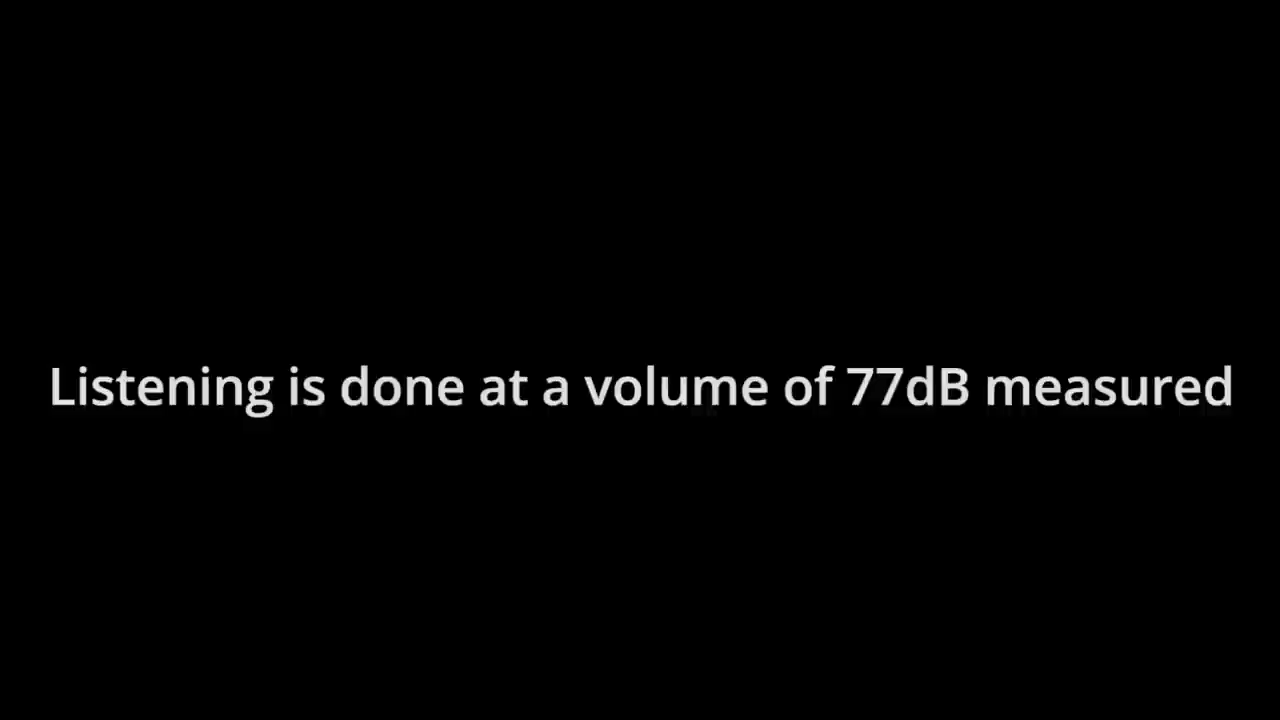 Listening is done at a volume of 77dB measured